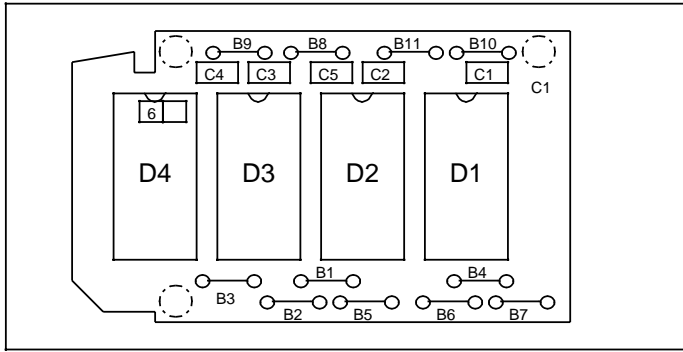 B9 B8 B11 B10
C4 C3 C5 C2 C1
C1
6
D4 D3 D2 D1
B1 B4
B3
B2 B5 B6 B7